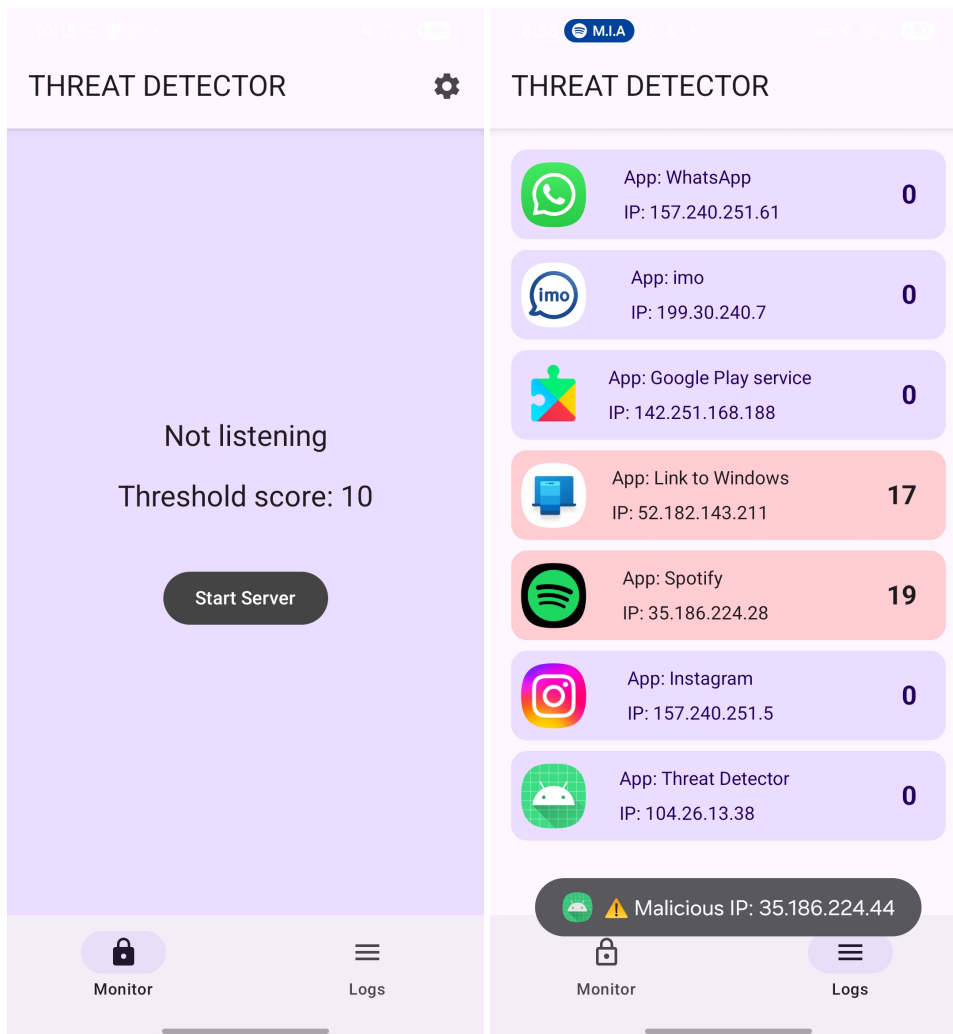 THREAT DETECTOR
Not listening
Threshold score: 10
Start Server
Monitor
Logs
M.I.A
THREAT DETECTOR
App: WhatsApp
IP: 157.240.251.61
0
imo
App: imo
IP: 199.30.240.7
0
App: Google Play service
IP: 142.251.168.188
0
App: Link to Windows
IP: 52.182.143.211
17
App: Spotify
IP: 35.186.224.28
19
App: Instagram
IP: 157.240.251.5
0
App: Threat Detector
IP: 104.26.13.38
0
⚠️ Malicious IP: 35.186.224.44
Monitor
Logs